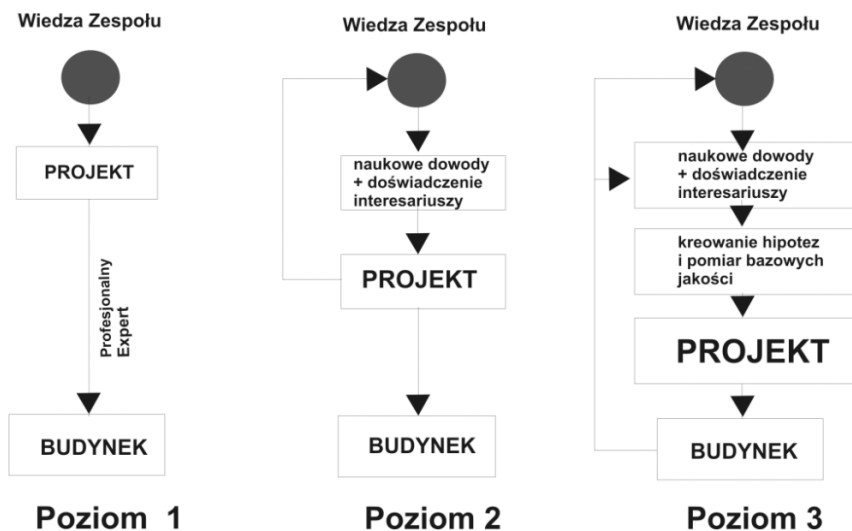 Wiedza Zespołu
PROJEKT
Profesjonalny
Expert
BUDYNEK
Poziom 1
Wiedza Zespołu
naukowe dowody
+ doświadczenie
interesariuszy
PROJEKT
BUDYNEK
Poziom 2
Wiedza Zespołu
naukowe dowody
+ doświadczenie
interesariuszy
kreowanie hipotez
i pomiar bazowych
jakości
PROJEKT
BUDYNEK
Poziom 3